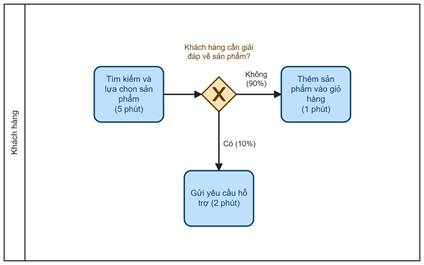 Khách hàng
Khách hàng cần giải
đáp về sản phẩm?
Tìm kiếm và
lựa chọn sản
phẩm
(5 phút)
X
Không
(90%)
Thêm sản
phẩm vào giỏ
hàng
(1 phút)
Có (10%)
Gửi yêu cầu hỗ
trợ (2 phút)